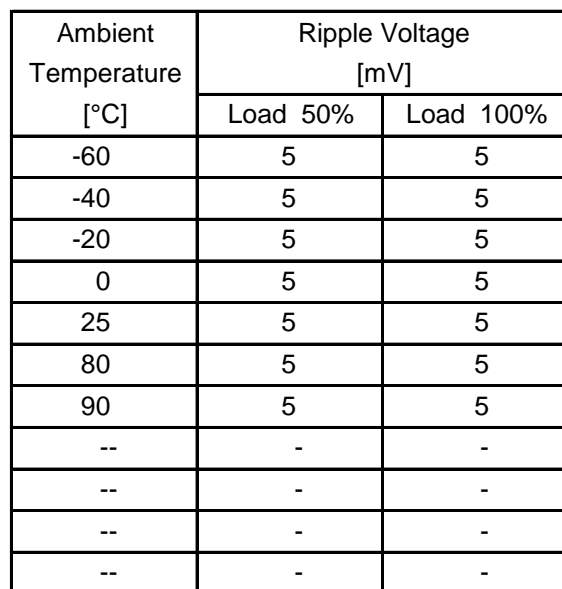 Ambient Ripple Voltage
Temperature [mV]
[°C] Load 50% Load 100%
-60 5 5
-40 5 5
-20 5 5
0 5 5
25 5 5
80 5 5
90 5 5
-- - -
-- - -
-- - -
-- - -